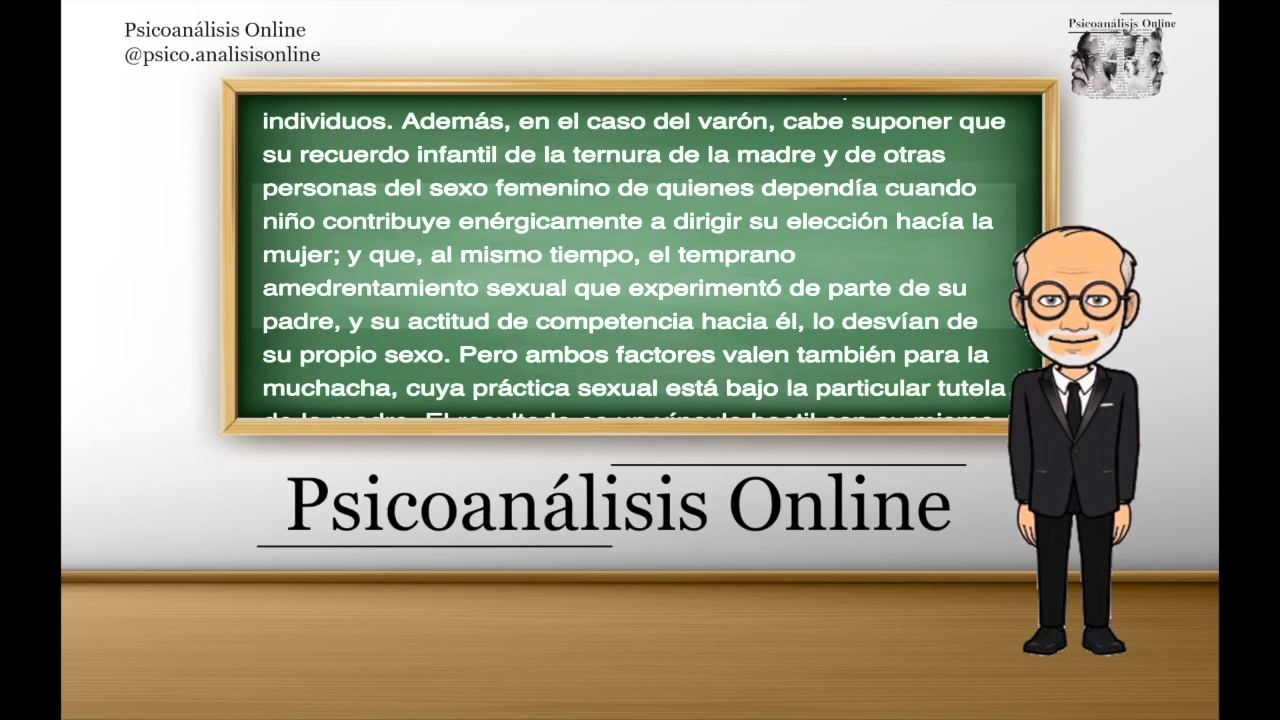 Psicoanálisis Online
@psico.analisisonline
Psicoanálisis Online
individuos. Además, en el caso del varón, cabe suponer que
su recuerdo infantil de la ternura de la madre y de otras
personas del sexo femenino de quienes dependía cuando
niño contribuye enérgicamente a dirigir su elección hacía la
mujer; y que, al mismo tiempo, el temprano
amedrentamiento sexual que experimentó de parte de su
padre, y su actitud de competencia hacia él, lo desvían de
su propio sexo. Pero ambos factores valen también para la
muchacha, cuya práctica sexual está bajo la particular tutela
Psicoanálisis Online